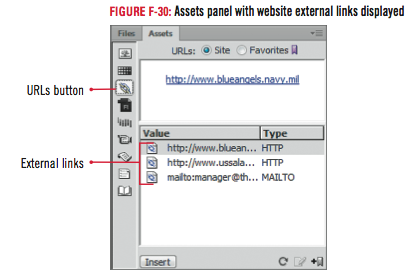 FIGURE F-30: Assets panel with website external links displayed
Files Assets
URLs: Site Favorites
http://www.blueangels.navy.mil
URLs button
Value Type
http://www.bluean... HTTP
External links
http://www.ussala... HTTP
mailto:manager@th... MAILTO
Insert